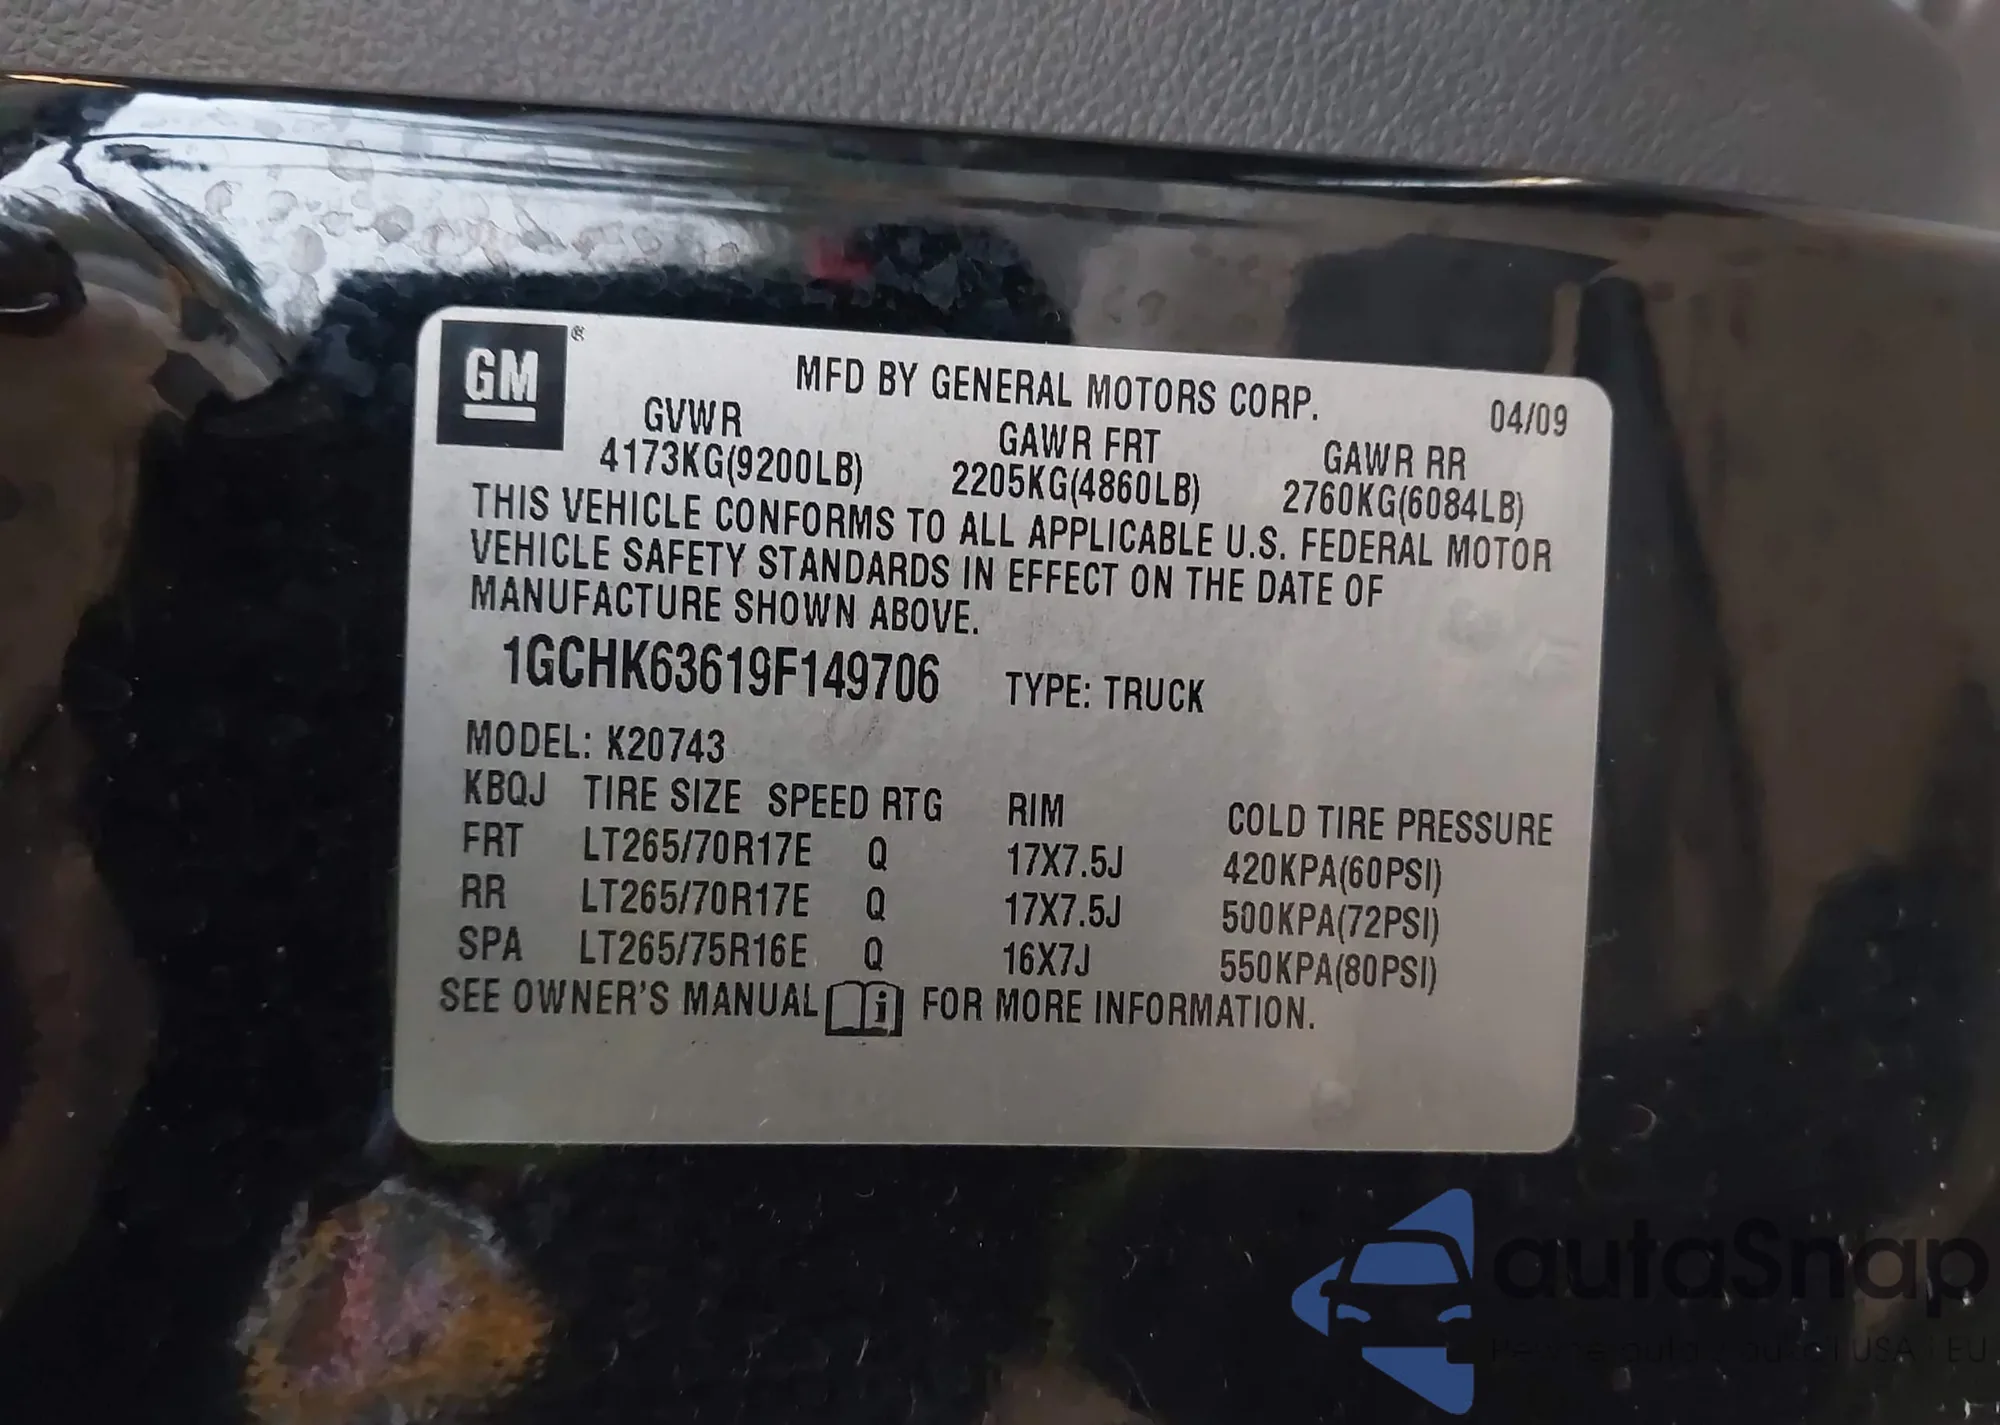 GM ®
MFD BY GENERAL MOTORS CORP. 04/09
GVWR GAWR FRT GAWR RR
4173KG(9200LB) 2205KG(4860LB) 2760KG(6084LB)
THIS VEHICLE CONFORMS TO ALL APPLICABLE U.S. FEDERAL MOTOR
VEHICLE SAFETY STANDARDS IN EFFECT ON THE DATE OF
MANUFACTURE SHOWN ABOVE.
1GCHK63619F149706 TYPE: TRUCK
MODEL: K20743
KBQJ TIRE SIZE SPEED RTG RIM COLD TIRE PRESSURE
FRT LT265/70R17E Q 17X7.5J 420KPA(60PSI)
RR LT265/70R17E Q 17X7.5J 500KPA(72PSI)
SPA LT265/75R16E Q 16X7J 550KPA(80PSI)
SEE OWNER'S MANUAL i FOR MORE INFORMATION.
autaSnap
USA i EU